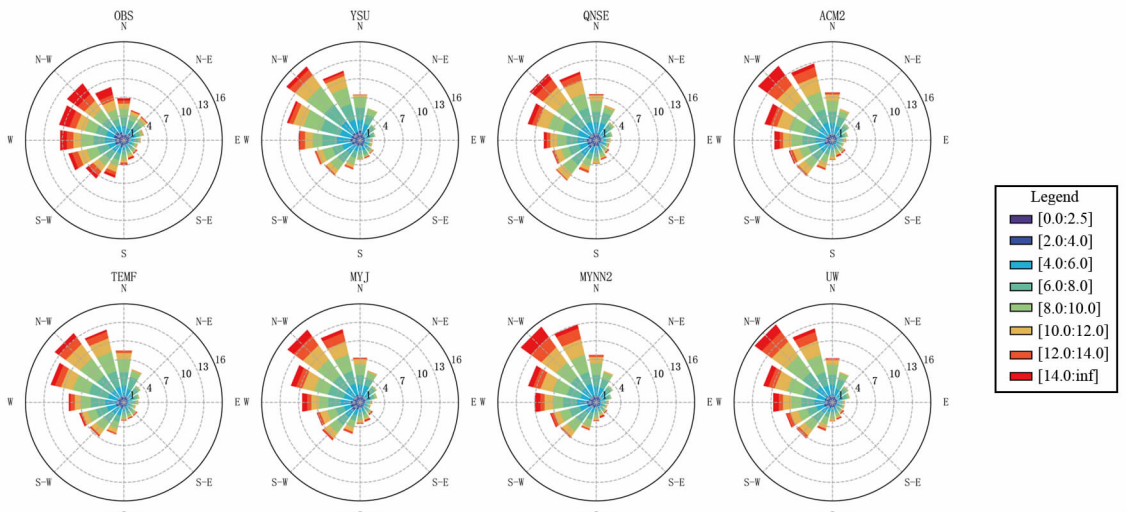 OBS
N
N-W
N-E
W
E
S-W
S-E
S
1 4 7 10 13 16
YSU
N
N-W
N-E
W
E
S-W
S-E
S
1 4 7 10 13 16
QNSE
N
N-W
N-E
W
E
S-W
S-E
S
1 4 7 10 13 16
ACM2
N
N-W
N-E
W
E
S-W
S-E
S
1 4 7 10 13 16
TEMF
N
N-W
N-E
W
E
S-W
S-E
1 4 7 10 13 16
MYJ
N
N-W
N-E
W
E
S-W
S-E
1 4 7 10 13 16
MYNN2
N
N-W
N-E
W
E
S-W
S-E
1 4 7 10 13 16
UW
N
N-W
N-E
W
E
S-W
S-E
1 4 7 10 13 16
Legend
[0.0:2.5]
[2.0:4.0]
[4.0:6.0]
[6.0:8.0]
[8.0:10.0]
[10.0:12.0]
[12.0:14.0]
[14.0:inf]